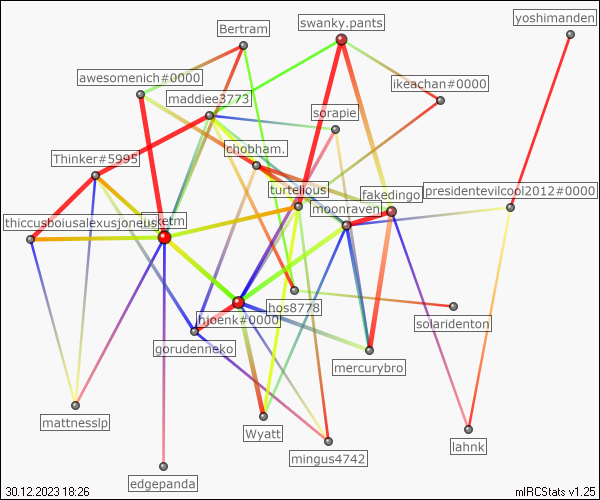 Bertram
swanky.pants
yoshimanden
awesomenich#0000
ikeachan#0000
maddiee3773
sorapie
chobham.
Thinker#5995
turtelious
fakedingo
presidentevilcool2012#0000
thiccusboiusalexusjoneus
usketm
moonraven
hos8778
hjoenk#0000
solaridenton
gorudenneko
mercurybro
mattnesslp
Wyatt
lahnk
mingus4742
edgepanda
30.12.2023 18:26
mIRCStats v1.25